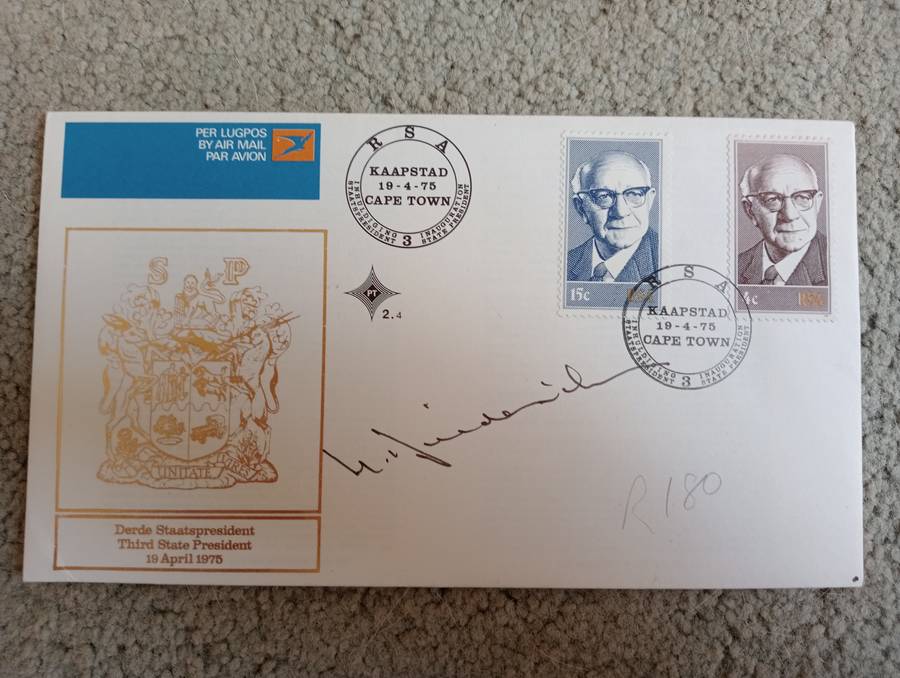 PER LUGPOS
BY AIR MAIL
PAR AVION
RSA
KAAPSTAD
19-4-75
CAPE TOWN
INHULDIGING STAATSPRESIDENT
3
INAUGURATION STATE PRESIDENT
15c
4c RSA
RSA
KAAPSTAD
19-4-75
CAPE TOWN
INHULDIGING STAATSPRESIDENT
3
INAUGURATION STATE PRESIDENT
S P
PT
2.4
UNITATE VIRES
R180
Derde Staatspresident
Third State President
19 April 1975